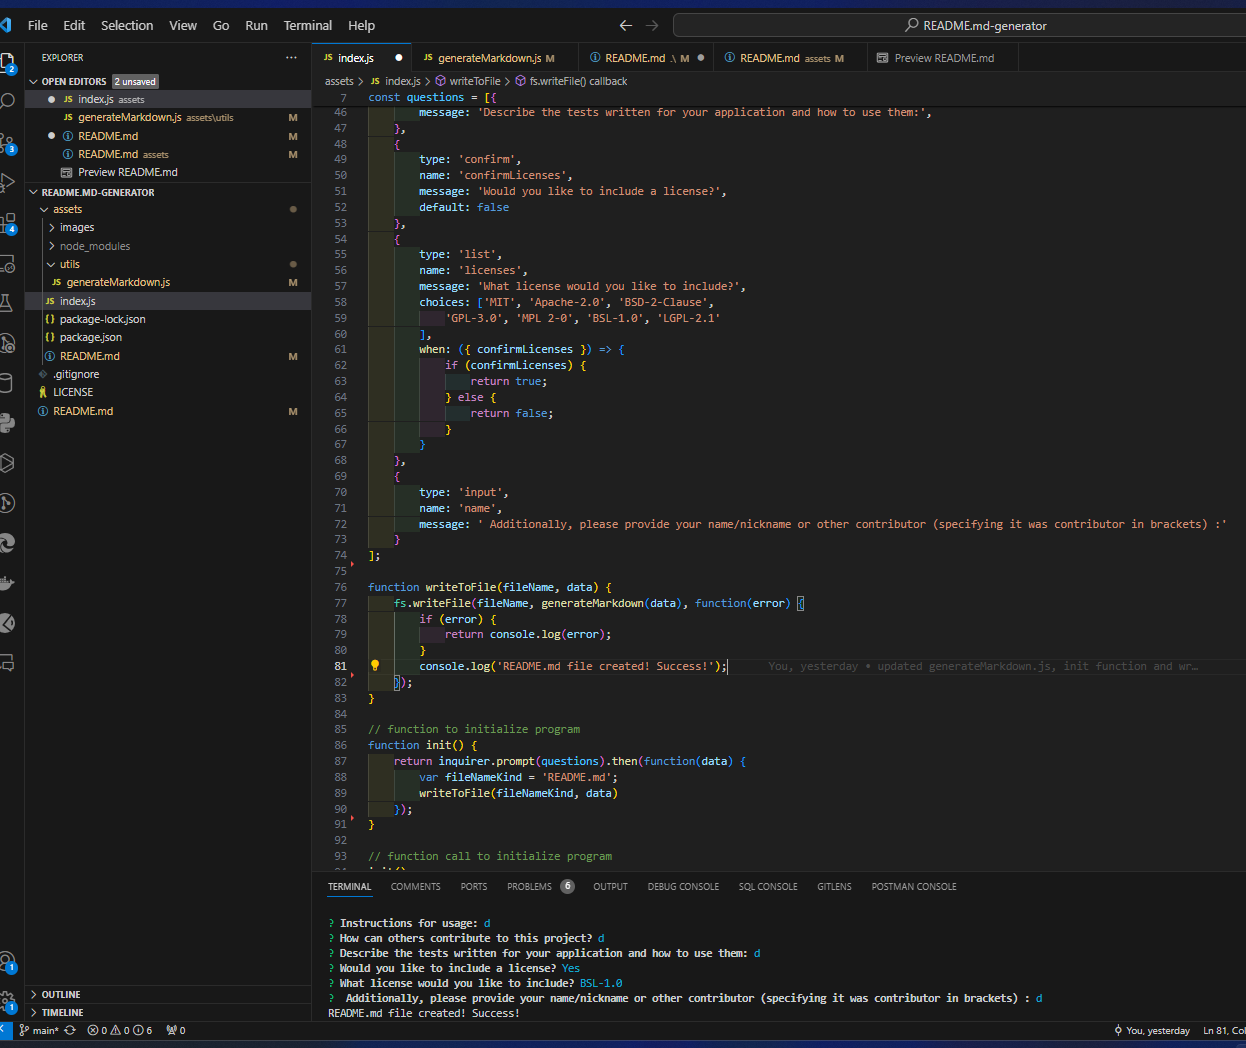 File Edit Selection View Go Run Terminal Help
README.md-generator
EXPLORER
OPEN EDITORS 2 unsaved
index.js assets
generateMarkdown.js assets\utils M
README.md M
README.md assets M
Preview README.md
README.MD-GENERATOR
assets
images
node_modules
utils
generateMarkdown.js M
index.js
package-lock.json
package.json
README.md M
.gitignore
LICENSE
README.md M
OUTLINE
TIMELINE
index.js generateMarkdown.js M README.md .\ M README.md assets M Preview README.md
assets > index.js > writeToFile > fs.writeFile() callback
7 const questions = [{
46 message: 'Describe the tests written for your application and how to use them:',
47 },
48 {
49 type: 'confirm',
50 name: 'confirmLicenses',
51 message: 'Would you like to include a license?',
52 default: false
53 },
54 {
55 type: 'list',
56 name: 'licenses',
57 message: 'What license would you like to include?',
58 choices: ['MIT', 'Apache-2.0', 'BSD-2-Clause',
59 'GPL-3.0', 'MPL 2-0', 'BSL-1.0', 'LGPL-2.1'
60 ],
61 when: ({ confirmLicenses }) => {
62 if (confirmLicenses) {
63 return true;
64 } else {
65 return false;
66 }
67 }
68 },
69 {
70 type: 'input',
71 name: 'name',
72 message: ' Additionally, please provide your name/nickname or other contributor (specifying it was contributor in brackets) :'
73 }
74 ];
75
76 function writeToFile(fileName, data) {
77 fs.writeFile(fileName, generateMarkdown(data), function(error) {
78 if (error) {
79 return console.log(error);
80 }
81 console.log('README.md file created! Success!'); You, yesterday • updated generateMarkdown.js, init function and wr…
82 });
83 }
84
85 // function to initialize program
86 function init() {
87 return inquirer.prompt(questions).then(function(data) {
88 var fileNameKind = 'README.md';
89 writeToFile(fileNameKind, data)
90 });
91 }
92
93 // function call to initialize program
TERMINAL COMMENTS PORTS PROBLEMS 6 OUTPUT DEBUG CONSOLE SQL CONSOLE GITLENS POSTMAN CONSOLE
? Instructions for usage: d
? How can others contribute to this project? d
? Describe the tests written for your application and how to use them: d
? Would you like to include a license? Yes
? What license would you like to include? BSL-1.0
?  Additionally, please provide your name/nickname or other contributor (specifying it was contributor in brackets) : d
README.md file created! Success!
main* 0 0 6 0 You, yesterday Ln 81, Col